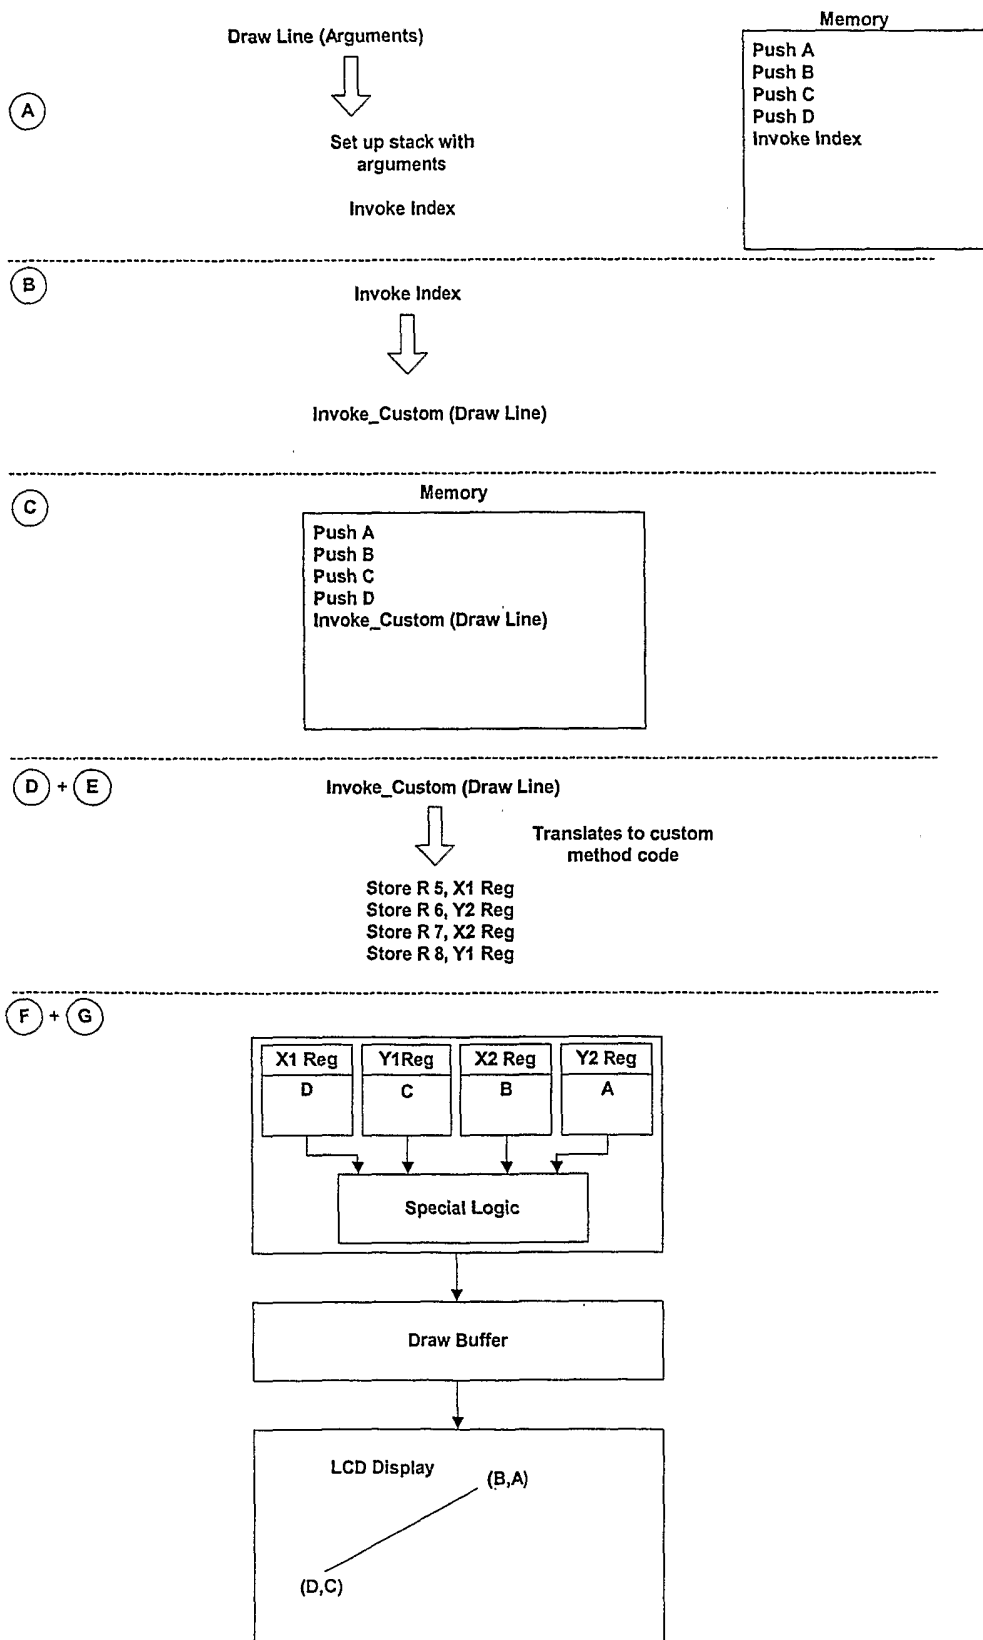 Memory
Draw Line (Arguments)
Push A
Push B
Push C
Push D
Invoke Index
A
Set up stack with
arguments
Invoke Index
B
Invoke Index
Invoke_Custom (Draw Line)
C
Memory
Push A
Push B
Push C
Push D
Invoke_Custom (Draw Line)
D + E
Invoke_Custom (Draw Line)
Translates to custom
method code
Store R 5, X1 Reg
Store R 6, Y2 Reg
Store R 7, X2 Reg
Store R 8, Y1 Reg
F + G
X1 Reg Y1Reg X2 Reg Y2 Reg
D C B A
Special Logic
Draw Buffer
LCD Display
(B,A)
(D,C)